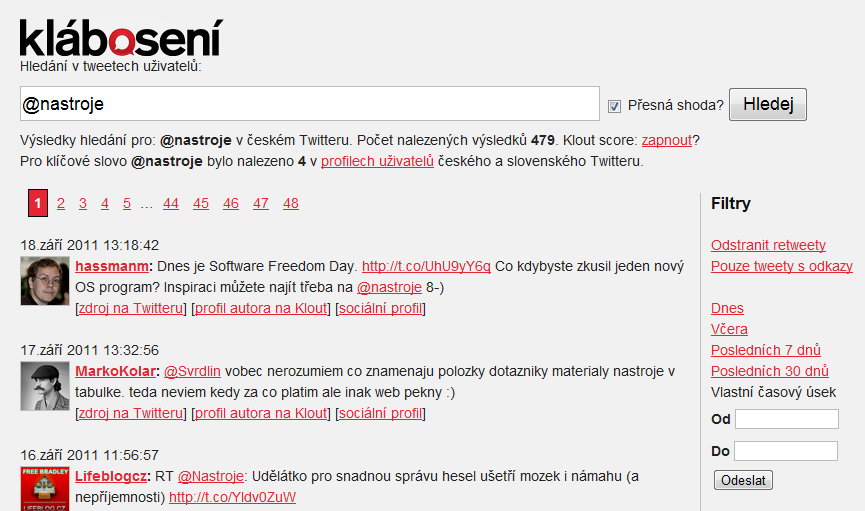 klábosení
Hledání v tweetech uživatelů:
@nastroje
Přesná shoda?
Hledej
Výsledky hledání pro: @nastroje v českém Twitteru. Počet nalezených výsledků 479. Klout score: zapnout?
Pro klíčové slovo @nastroje bylo nalezeno 4 v profilech uživatelů českého a slovenského Twitteru.
1 2 3 4 5 ... 44 45 46 47 48
18.září 2011 13:18:42
hassmanm: Dnes je Software Freedom Day. http://t.co/UhU9yY6q Co kdybyste zkusil jeden nový
OS program? Inspiraci můžete najít třeba na @nastroje 8-)
[zdroj na Twitteru] [profil autora na Klout] [sociální profil]
17.září 2011 13:32:56
MarkoKolar: @Svrdlin vobec nerozumiem co znamenaju polozky dotazniky materialy nastroje v
tabulke. teda neviem kedy za co platim ale inak web pekny :)
[zdroj na Twitteru] [profil autora na Klout] [sociální profil]
16.září 2011 11:56:57
FREE BRADLEY
LIFEBLOG.CZ
Lifeblogcz: RT @Nastroje: Udělátko pro snadnou správu hesel ušetří mozek i námahu (a
nepříjemnosti) http://t.co/YIdv0ZuW
Filtry
Odstranit retweety
Pouze tweety s odkazy
Dnes
Včera
Posledních 7 dnů
Posledních 30 dnů
Vlastní časový úsek
Od
Do
Odeslat